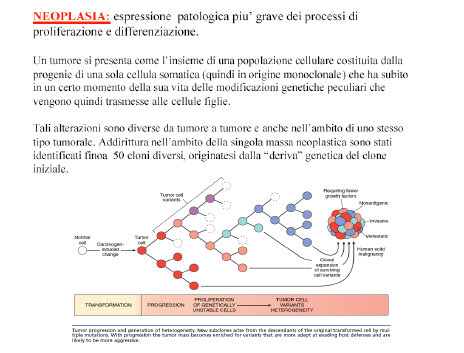 NEOPLASIA: espressione patologica piu' grave dei processi di
proliferazione e differenziazione.
Un tumore si presenta come l'insieme di una popolazione cellulare costituita dalla
progenie di una sola cellula somatica (quindi in origine monoclonale) che ha subito
in un certo momento della sua vita delle modificazioni genetiche peculiari che
vengono quindi trasmesse alle cellule figlie.
Tali alterazioni sono diverse da tumore a tumore e anche nell'ambito di uno stesso
tipo tumorale. Addirittura nell'ambito della singola massa neoplastica sono stati
identificati finoa 50 cloni diversi, originatesi dalla "deriva" genetica del clone
iniziale.
Tumor cell
variants
Requiring fewer
growth factors
Nonantigenic
Invasive
Metastatic
Human solid
malignancy
Normal
cell
Carcinogen-
induced
change
Tumor
cell
Clonal
expansion
of surviving
cell variants
TRANSFORMATION
PROGRESSION
PROLIFERATION
OF GENETICALLY
UNSTABLE CELLS
TUMOR CELL
VARIANTS
HETEROGENEITY
Tumor progression and generation of heterogeneity. New subclones arise from the descendants of the original transformed cell by mul-
tiple mutations. With progression the tumor mass becomes enriched for variants that are more adept at evading host defenses and are
likely to be more aggressive.